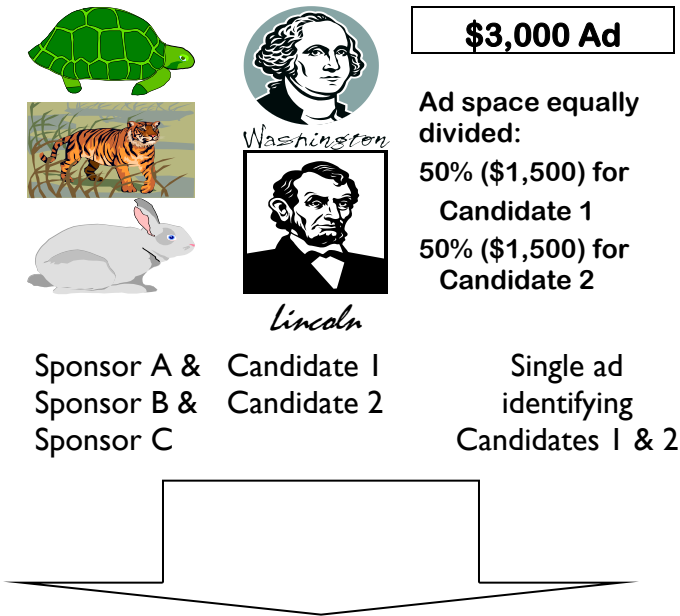 $3,000 Ad
Washington
Lincoln
Ad space equally
divided:
50% ($1,500) for
Candidate 1
50% ($1,500) for
Candidate 2
Sponsor A &
Sponsor B &
Sponsor C
Candidate 1
Candidate 2
Single ad
identifying
Candidates 1 & 2